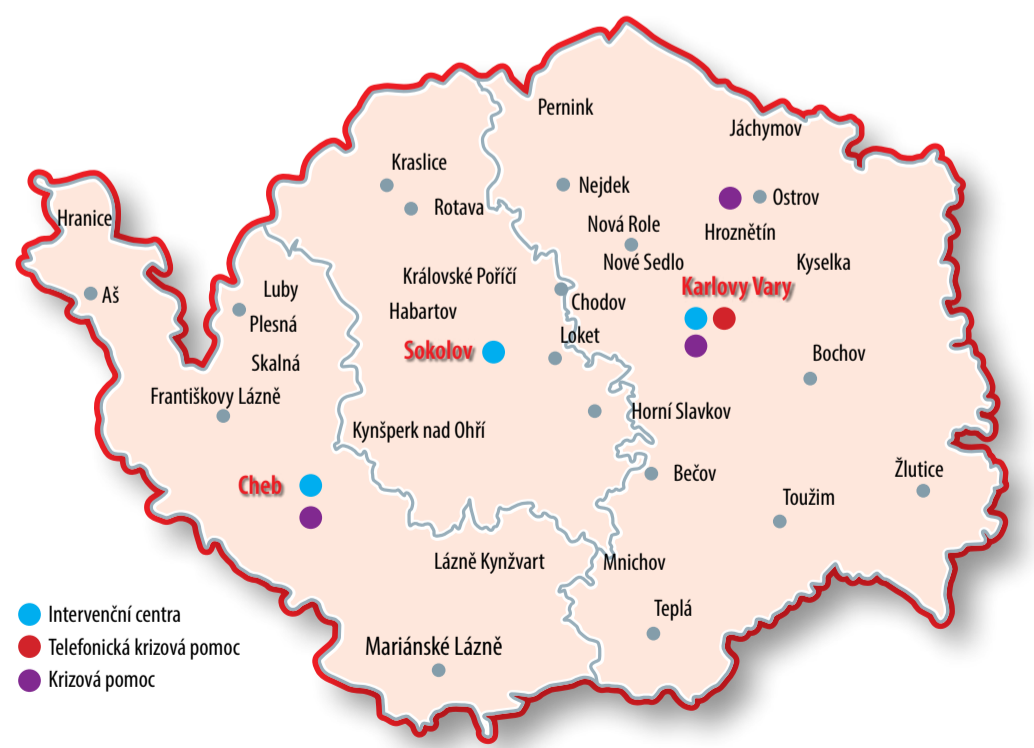 Pernink
Jáchymov
Kraslice
Nejdek
Ostrov
Rotava
Hranice
Nová Role
Hroznětín
Nové Sedlo
Kyselka
Královské Poříčí
Karlovy Vary
Luby
Aš
Chodov
Habartov
Plesná
Loket
Sokolov
Bochov
Skalná
Františkovy Lázně
Horní Slavkov
Kynšperk nad Ohří
Bečov
Žlutice
Cheb
Toužim
Lázně Kynžvart
Mnichov
Teplá
Mariánské Lázně
Intervenční centra
Telefonická krizová pomoc
Krizová pomoc